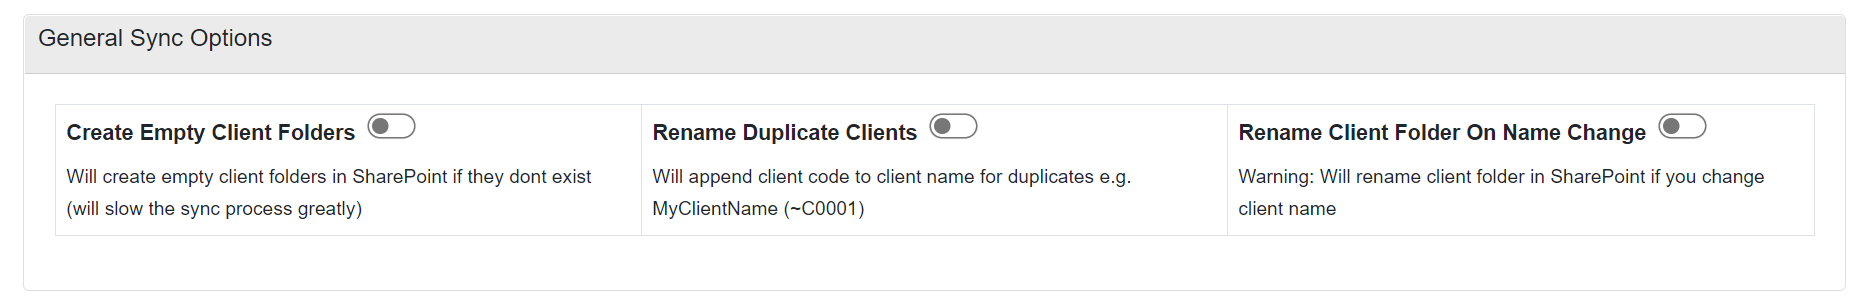 General Sync Options
Create Empty Client Folders
Will create empty client folders in SharePoint if they dont exist
(will slow the sync process greatly)
Rename Duplicate Clients
Will append client code to client name for duplicates e.g.
MyClientName (~C0001)
Rename Client Folder On Name Change
Warning: Will rename client folder in SharePoint if you change
client name